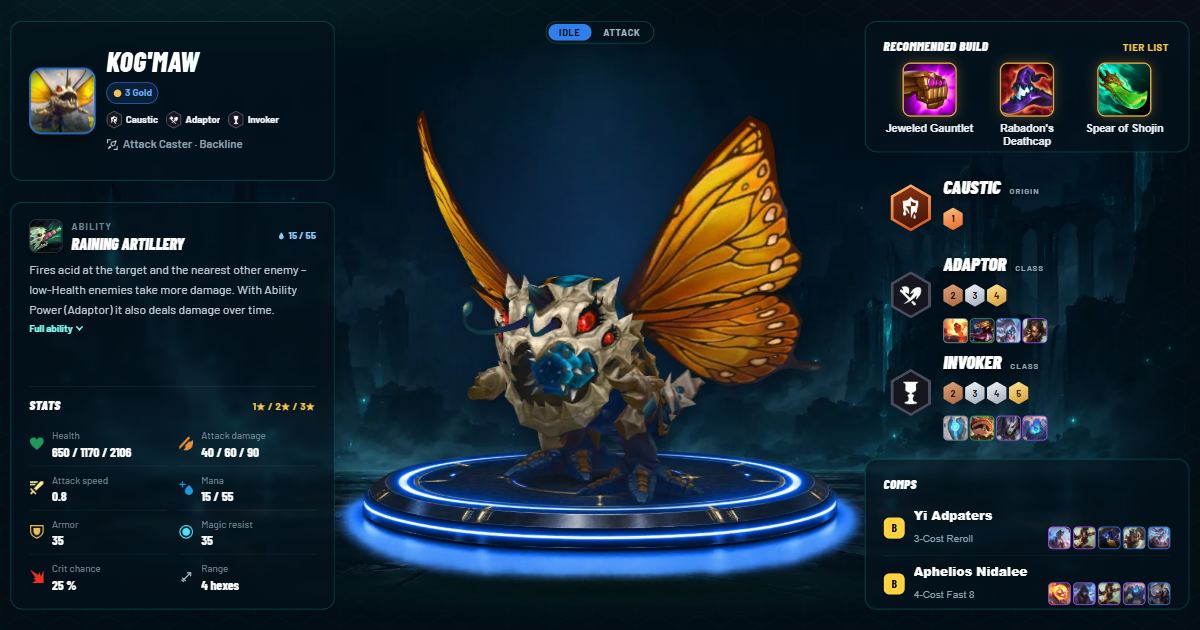 KOG'MAW
3 Gold
Caustic Adaptor Invoker
Attack Caster · Backline
ABILITY
RAINING ARTILLERY
15 / 55
Fires acid at the target and the nearest other enemy –
low-Health enemies take more damage. With Ability
Power (Adaptor) it also deals damage over time.
Full ability
STATS
1★ / 2★ / 3★
Health
650 / 1170 / 2106
Attack damage
40 / 60 / 90
Attack speed
0.8
Mana
15 / 55
Armor
35
Magic resist
35
Crit chance
25 %
Range
4 hexes
IDLE ATTACK
RECOMMENDED BUILD
TIER LIST
Jeweled Gauntlet
Rabadon's
Deathcap
Spear of Shojin
CAUSTIC ORIGIN
1
ADAPTOR CLASS
2 3 4
INVOKER CLASS
2 3 4 5
COMPS
B
Yi Adpaters
3-Cost Reroll
B
Aphelios Nidalee
4-Cost Fast 8